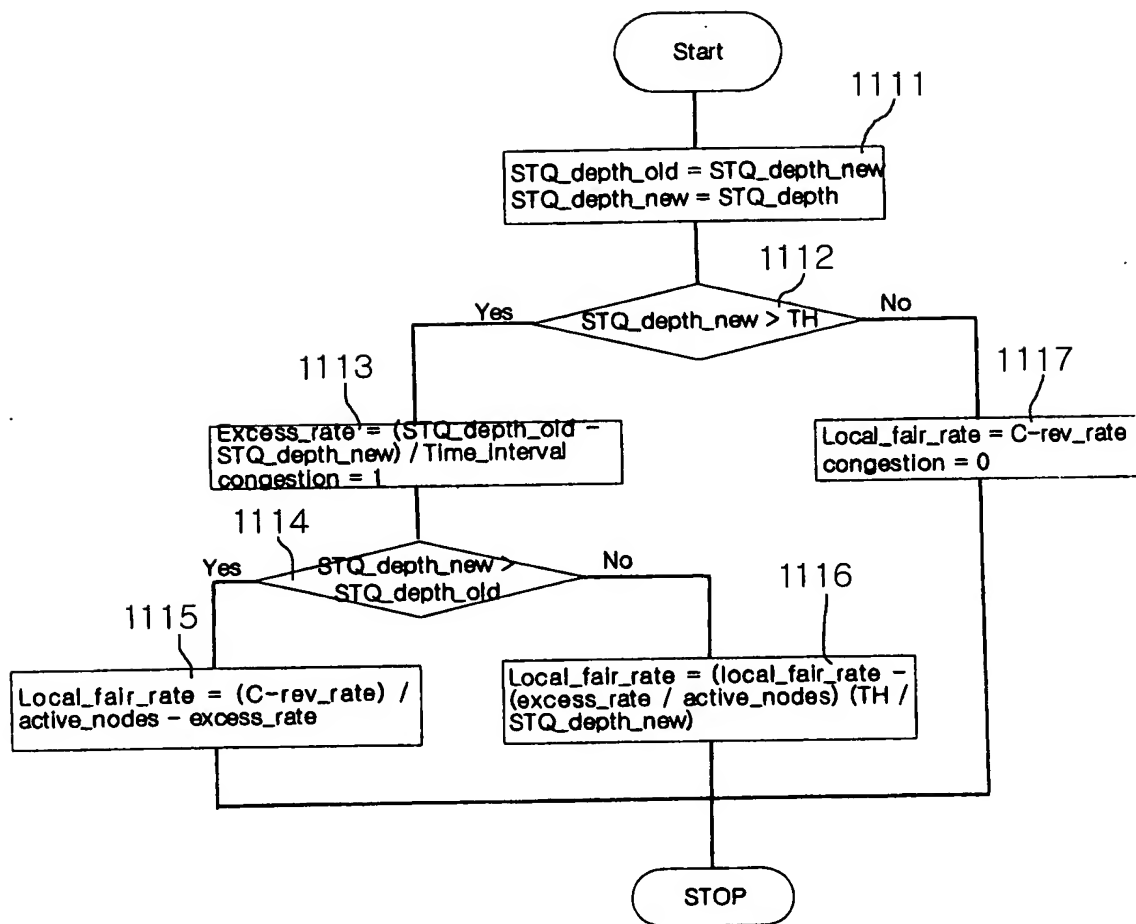 Start
1111
STQ_depth_old = STQ_depth_new
STQ_depth_new = STQ_depth
1112
Yes
STQ_depth_new > TH
No
1113
Excess_rate = (STQ_depth_old -
STQ_depth_new) / Time_interval
congestion = 1
1117
Local_fair_rate = C-rev_rate
congestion = 0
1114
Yes
STQ_depth_new >
STQ_depth_old
No
1115
Local_fair_rate = (C-rev_rate) /
active_nodes - excess_rate
1116
Local_fair_rate = (local_fair_rate -
(excess_rate / active_nodes) (TH /
STQ_depth_new)
STOP